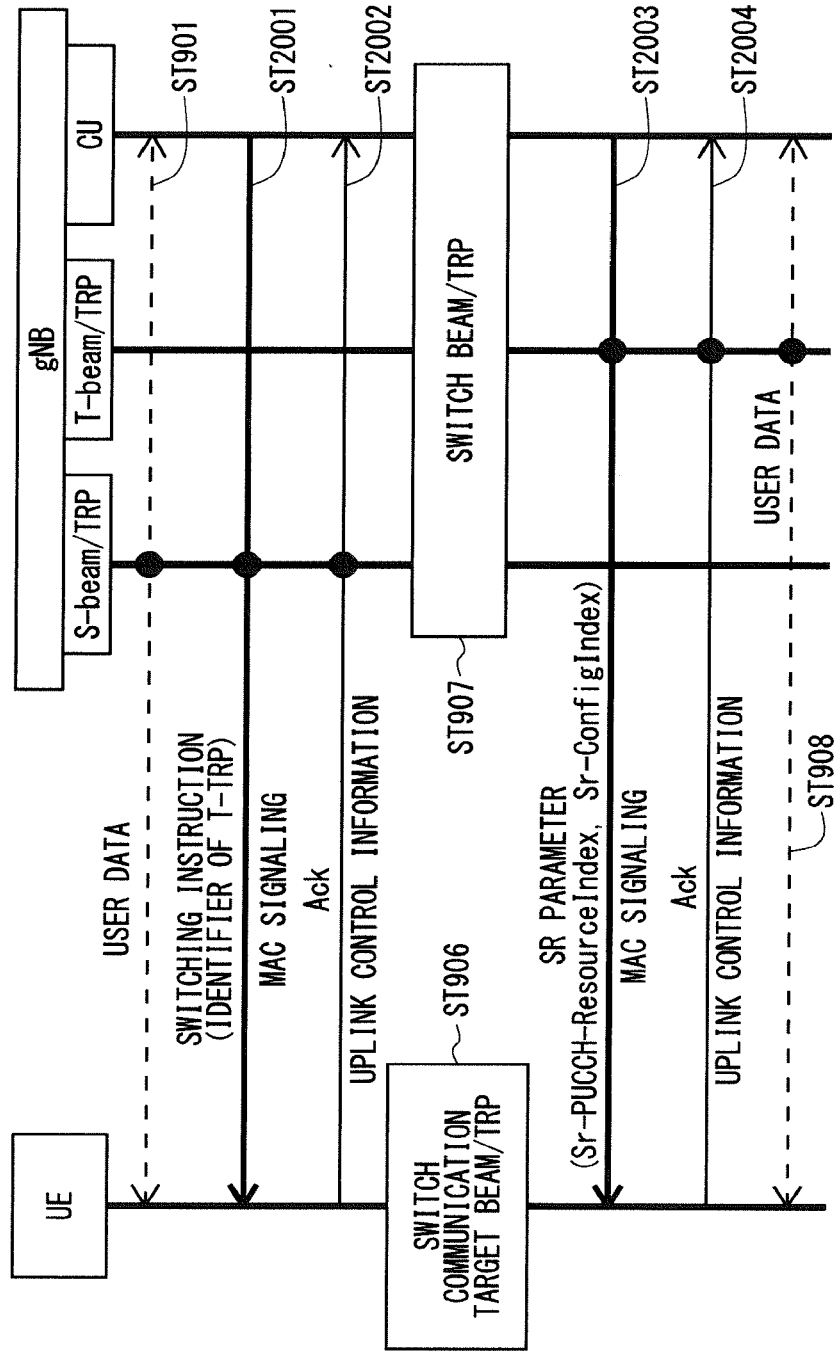 gNB
UE
S-beam/TRP
T-beam/TRP
CU
USER DATA
ST901
SWITCHING INSTRUCTION
(IDENTIFIER OF T-TRP)
MAC SIGNALING
ST2001
Ack
UPLINK CONTROL INFORMATION
ST2002
SWITCH
COMMUNICATION
TARGET BEAM/TRP
ST906
SWITCH BEAM/TRP
ST907
SR PARAMETER
(Sr-PUCCH-ResourceIndex, Sr-ConfigIndex)
MAC SIGNALING
ST2003
Ack
UPLINK CONTROL INFORMATION
ST2004
USER DATA
ST908